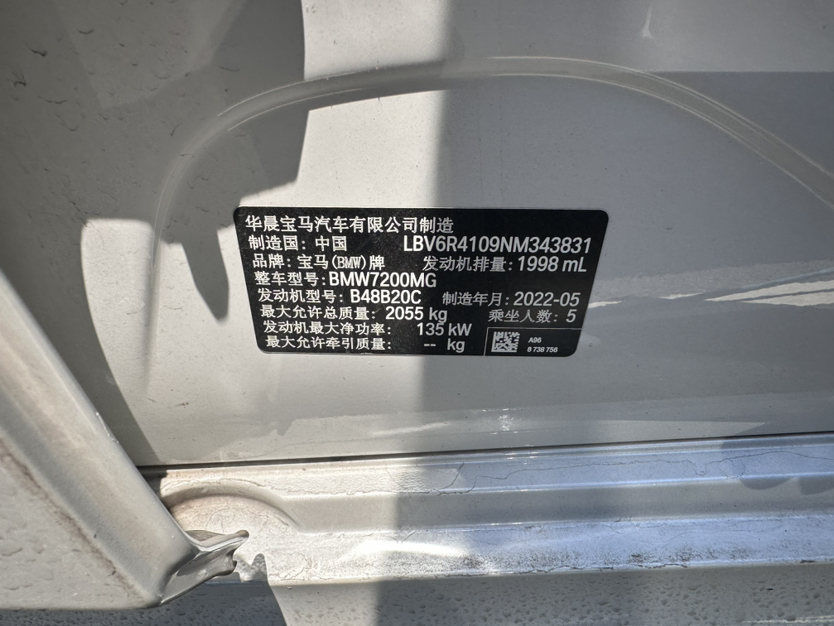 华晨宝马汽车有限公司制造
制造国：中国 LBV6R4109NM343831
品牌：宝马(BMW)牌 发动机排量：1998 mL
整车型号：BMW7200MG
发动机型号：B48B20C 制造年月：2022-05
最大允许总质量：2055 kg 乘坐人数：5
发动机最大净功率：135 kW
最大允许牵引质量：-- kg
A96
8 738 756